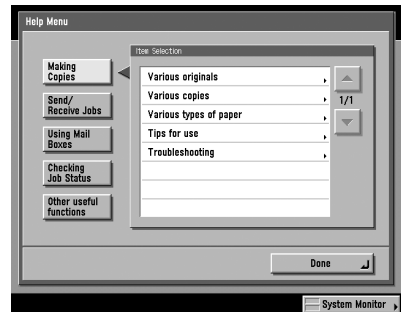 Help Menu
Item Selection
Making
Copies
Send/
Receive Jobs
Using Mail
Boxes
Checking
Job Status
Other useful
functions
Various originals
Various copies
Various types of paper
Tips for use
Troubleshooting
1/1
Done
System Monitor